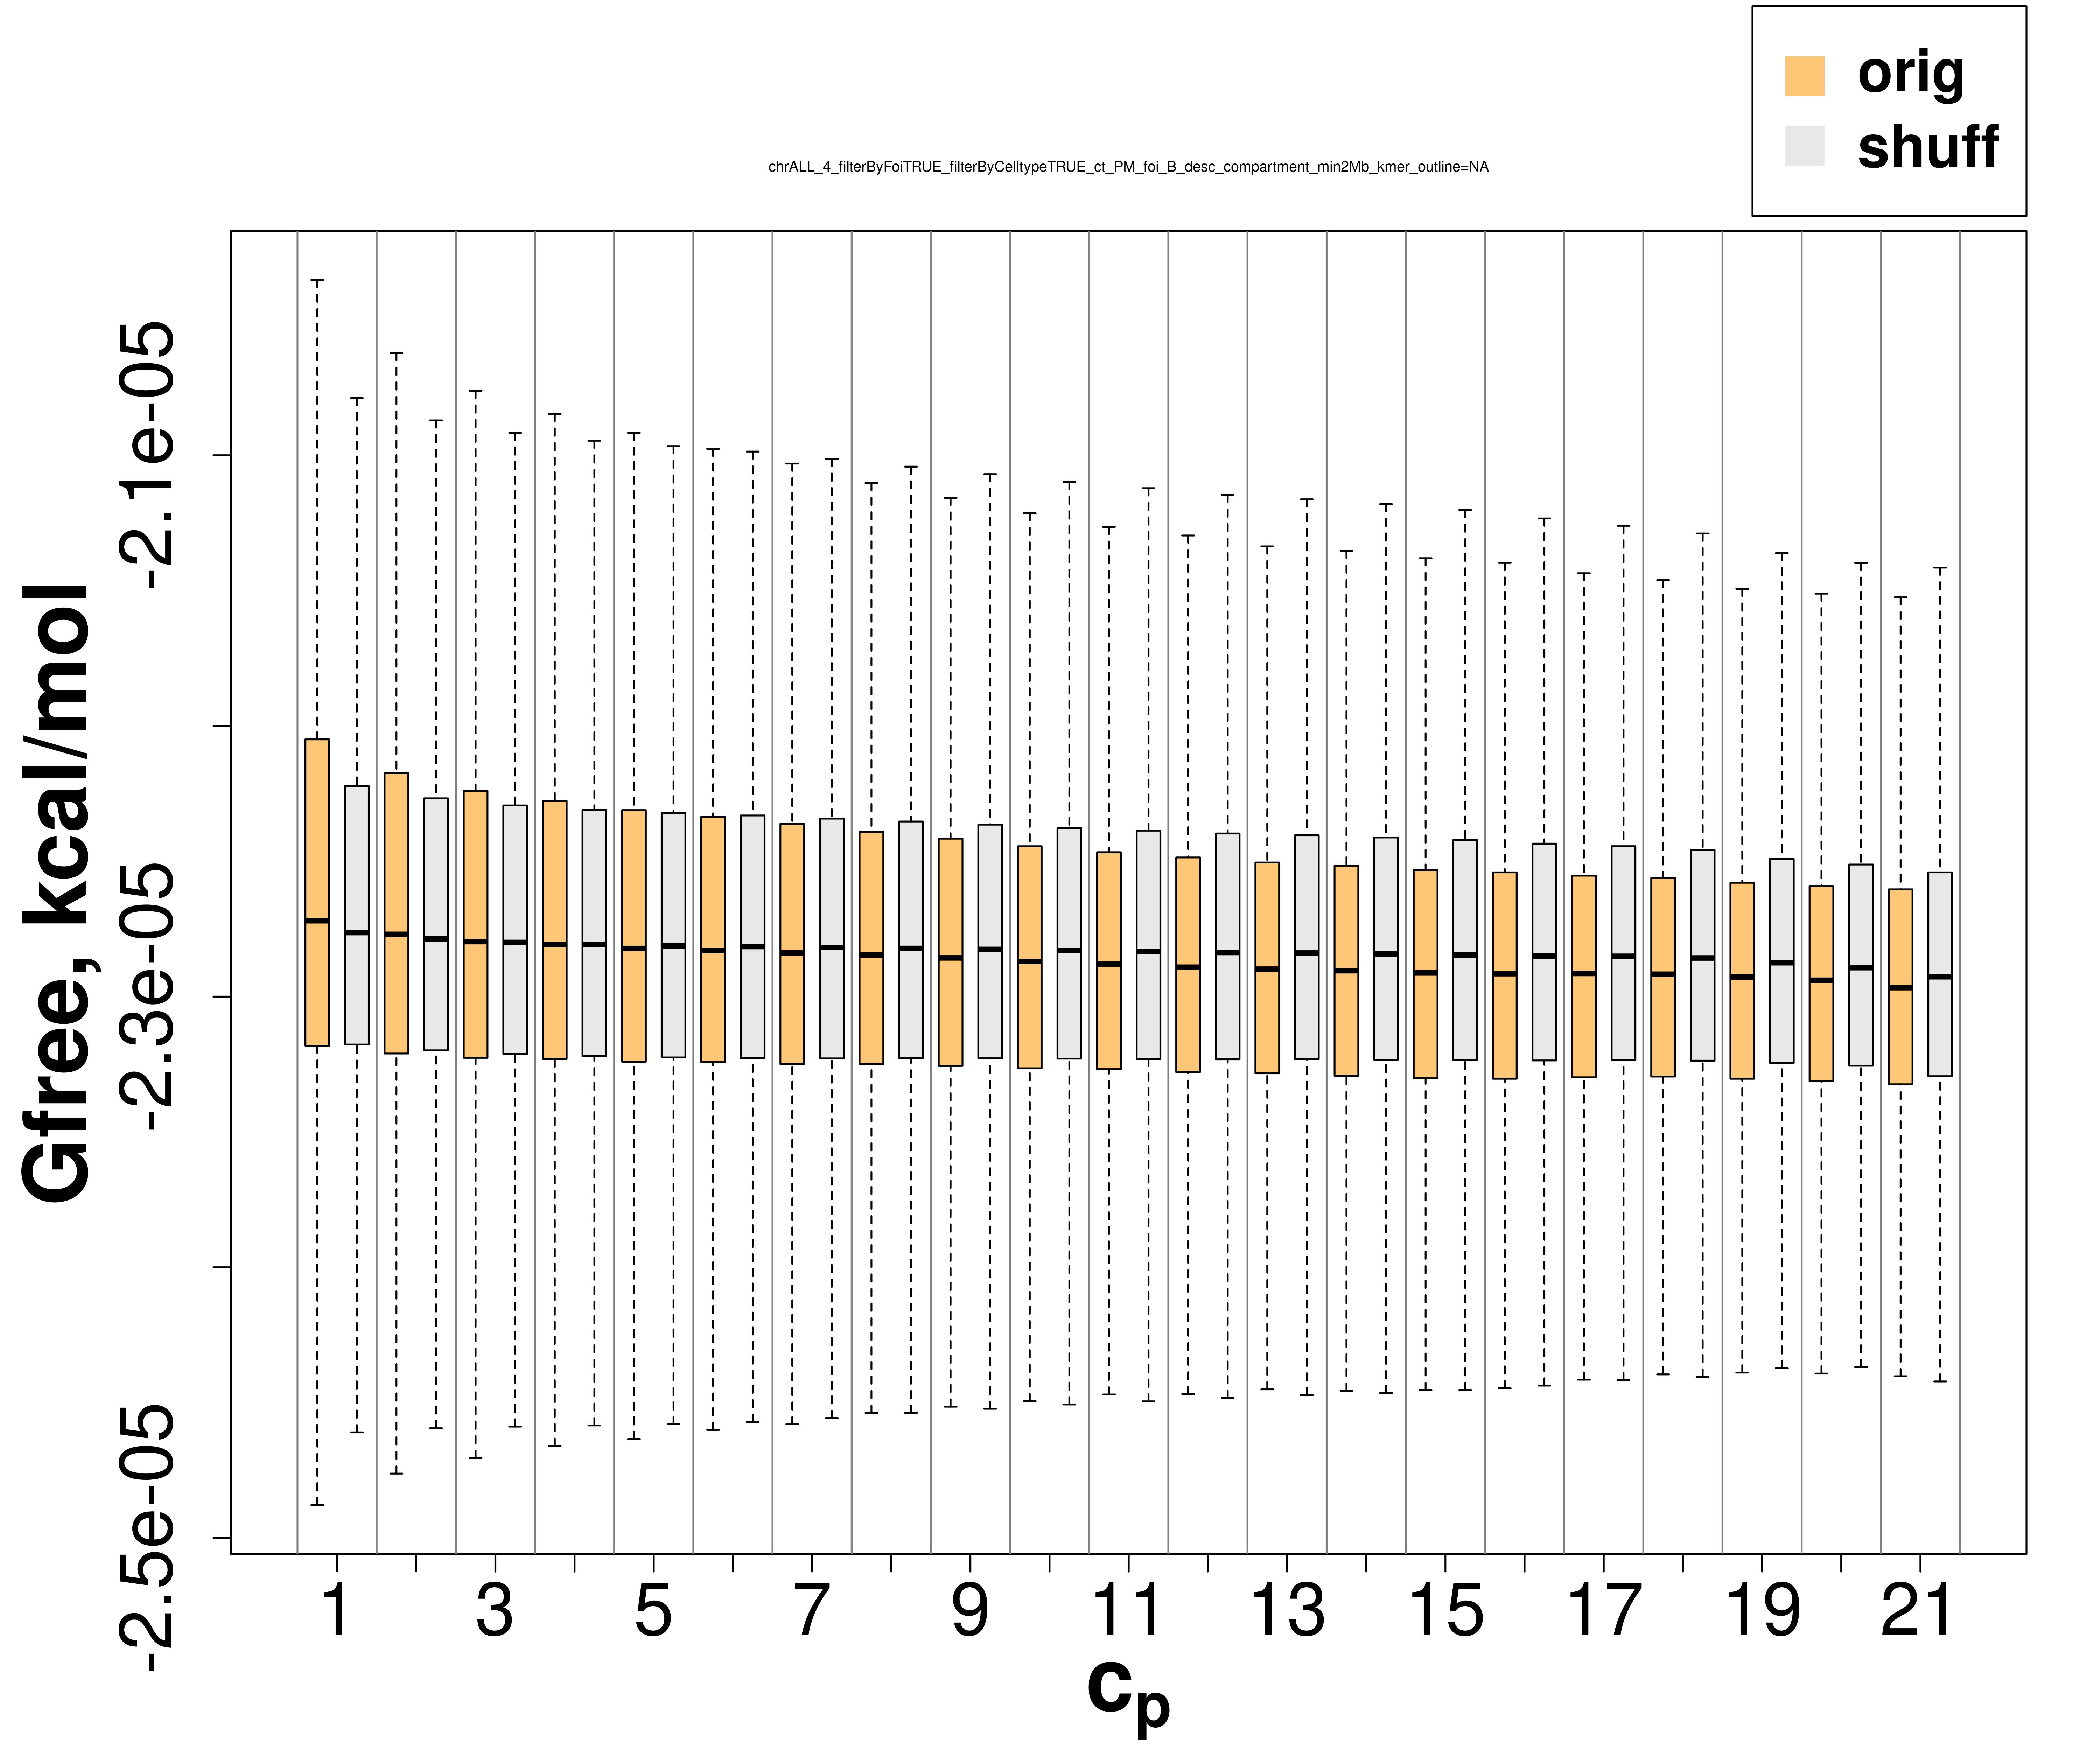 orig
shuff
chrALL_4_filterByFoiTRUE_filterByCelltypeTRUE_ct_PM_foi_B_desc_compartment_min2Mb_kmer_outline=NA
Gfree, kcal/mol
-2.1e-05
-2.3e-05
-2.5e-05
1 3 5 7 9 11 13 15 17 19 21
cp